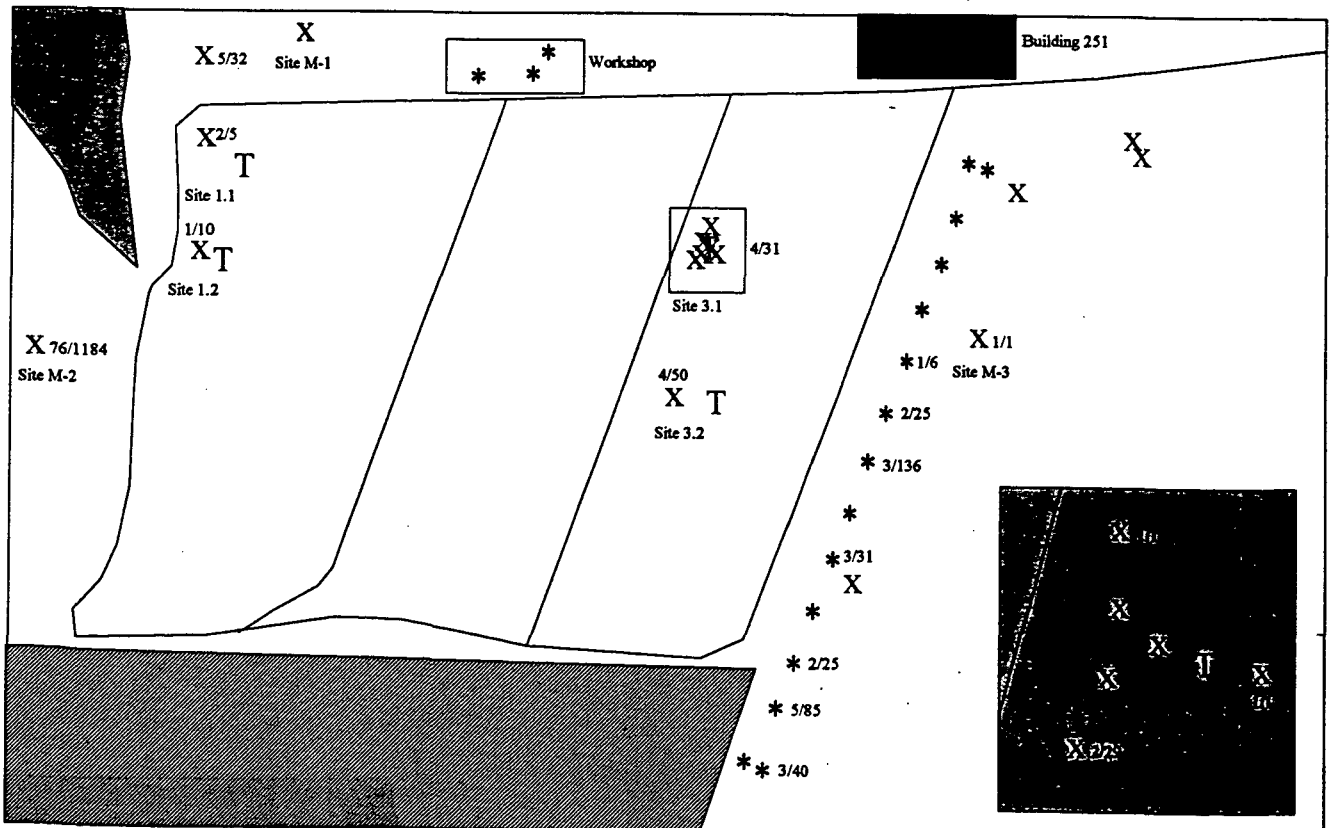 X
Site M-1
X 5/32
* * *
Workshop
Building 251
X 2/5
T
Site 1.1
1/10
X T
Site 1.2
X 76/1184
Site M-2
X X X X X
4/31
Site 3.1
4/50
X T
Site 3.2
X
X
X
* *
*
*
*
X 1/1
Site M-3
* 1/6
* 2/25
* 3/136
*
* 3/31
X
*
* 2/25
* 5/85
* * 3/40
X
X
X
T
X
X
X